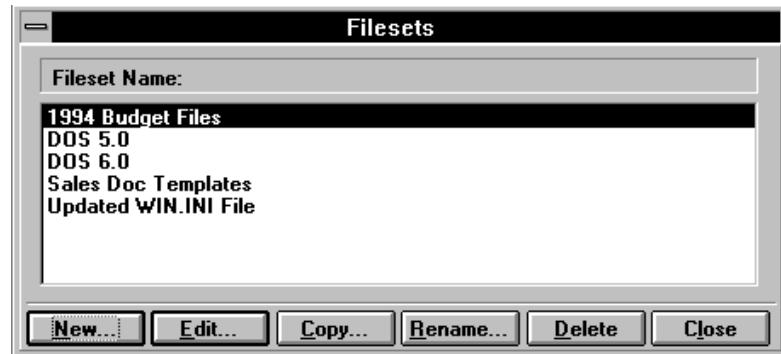 Filesets
Fileset Name:
1994 Budget Files
DOS 5.0
DOS 6.0
Sales Doc Templates
Updated WIN.INI File
New... Edit... Copy... Rename... Delete Close